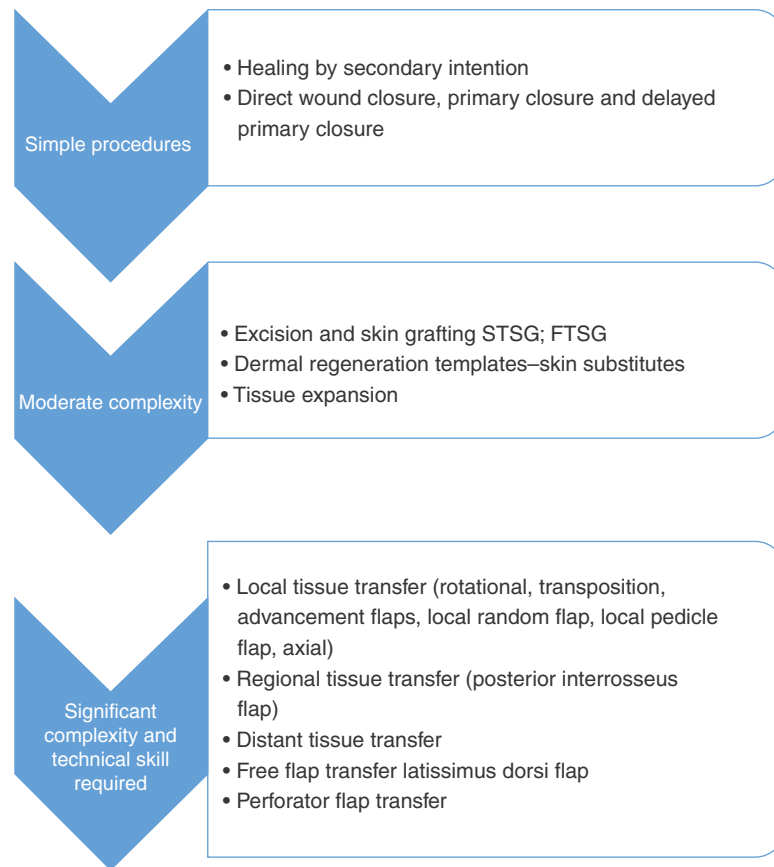 Simple procedures
• Healing by secondary intention
• Direct wound closure, primary closure and delayed
primary closure
Moderate complexity
• Excision and skin grafting STSG; FTSG
• Dermal regeneration templates–skin substitutes
• Tissue expansion
Significant
complexity and
technical skill
required
• Local tissue transfer (rotational, transposition,
advancement flaps, local random flap, local pedicle
flap, axial)
• Regional tissue transfer (posterior interrosseus
flap)
• Distant tissue transfer
• Free flap transfer latissimus dorsi flap
• Perforator flap transfer